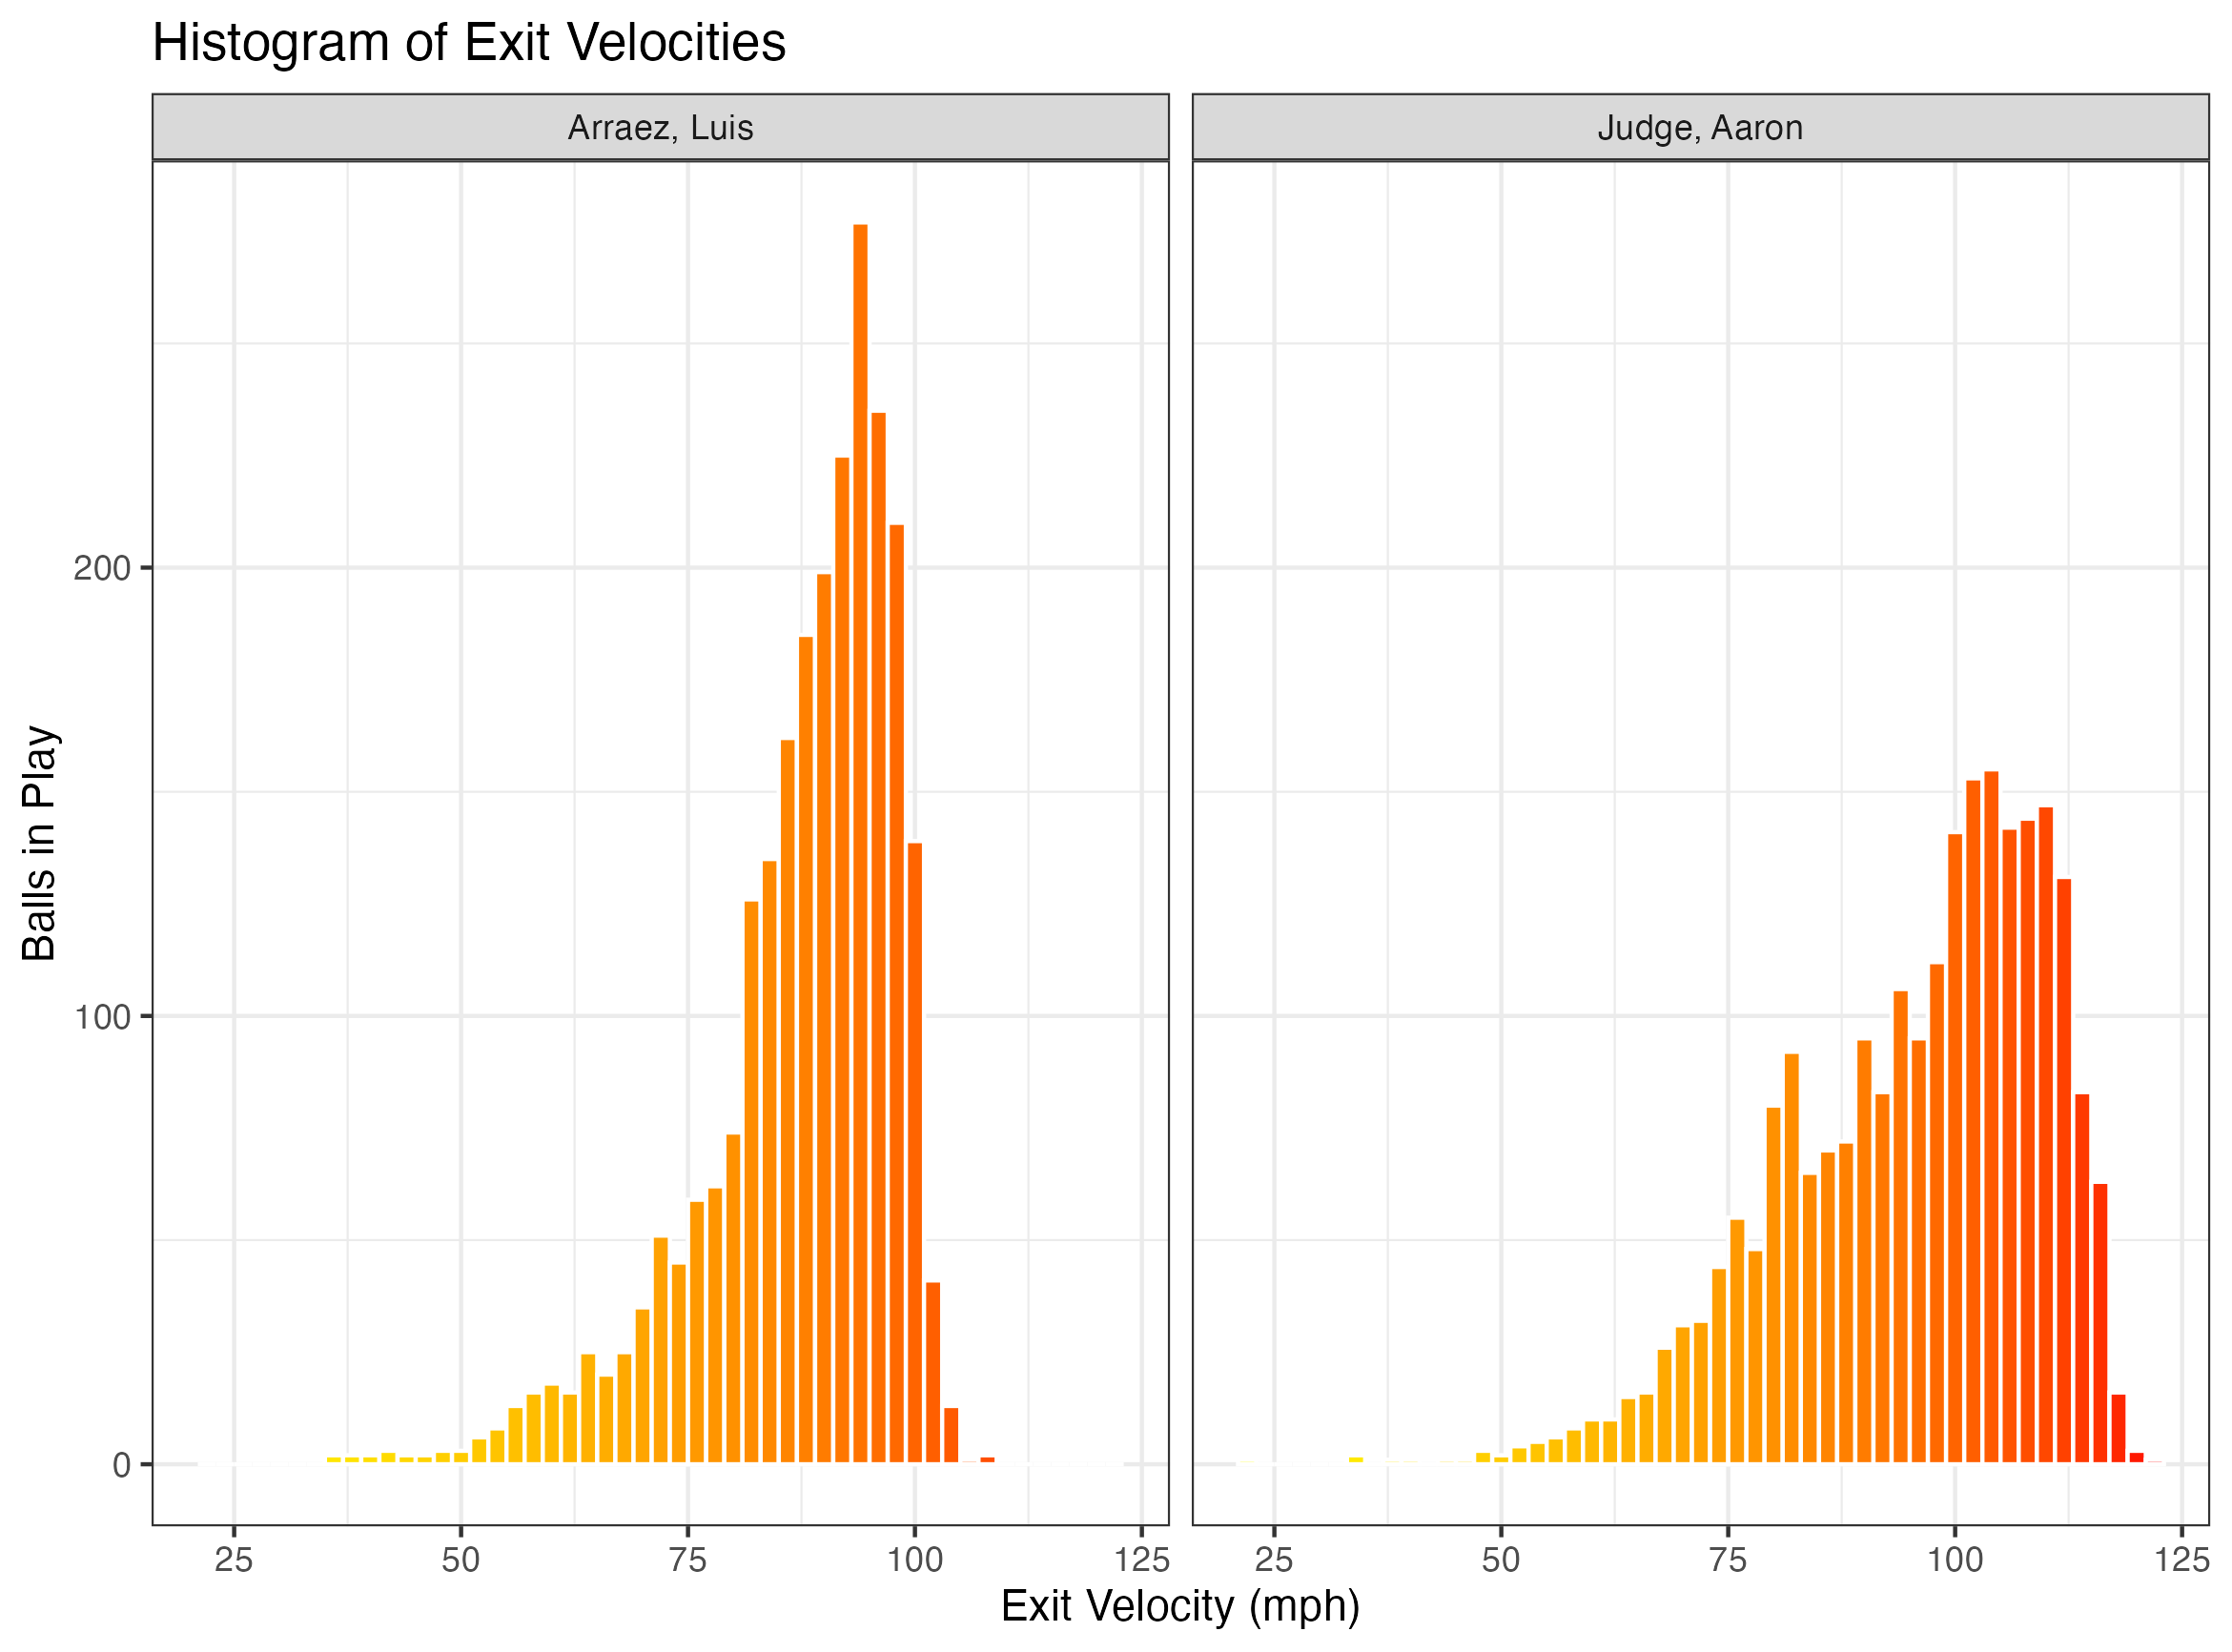 Histogram of Exit Velocities
Arraez, Luis
Judge, Aaron
Balls in Play
200
100
0
25 50 75 100 125
25 50 75 100 125
Exit Velocity (mph)